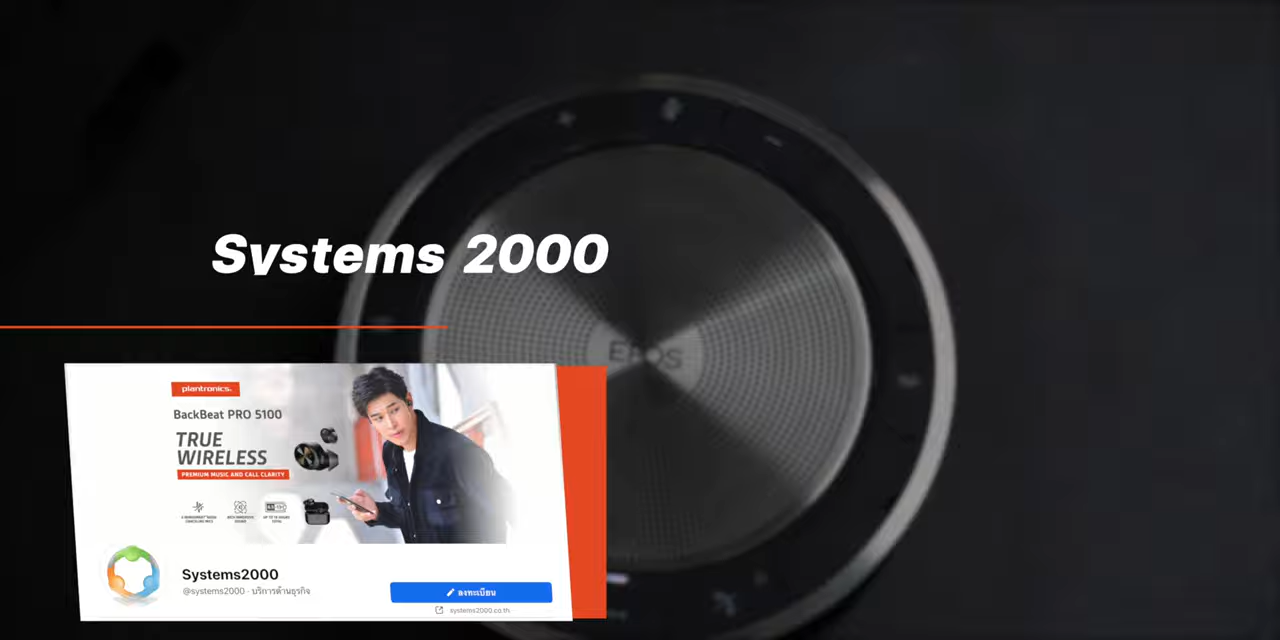 Systems 2000
EPOS
plantronics.
BackBeat PRO 5100
TRUE
WIRELESS
PREMIUM MUSIC AND CALL CLARITY
Systems2000
@systems2000 · บริการด้านธุรกิจ
ลงทะเบียน
systems2000.co.th